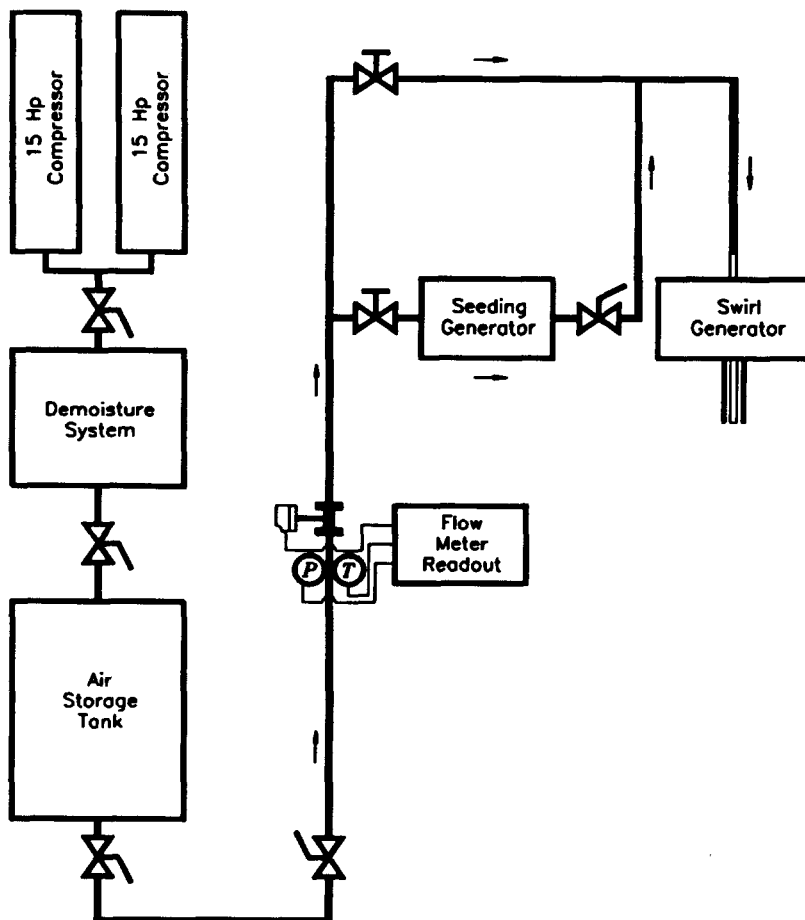 15 Hp
Compressor
15 Hp
Compressor
Seeding
Generator
Swirl
Generator
Demoisture
System
Flow
Meter
Readout
P
T
Air
Storage
Tank